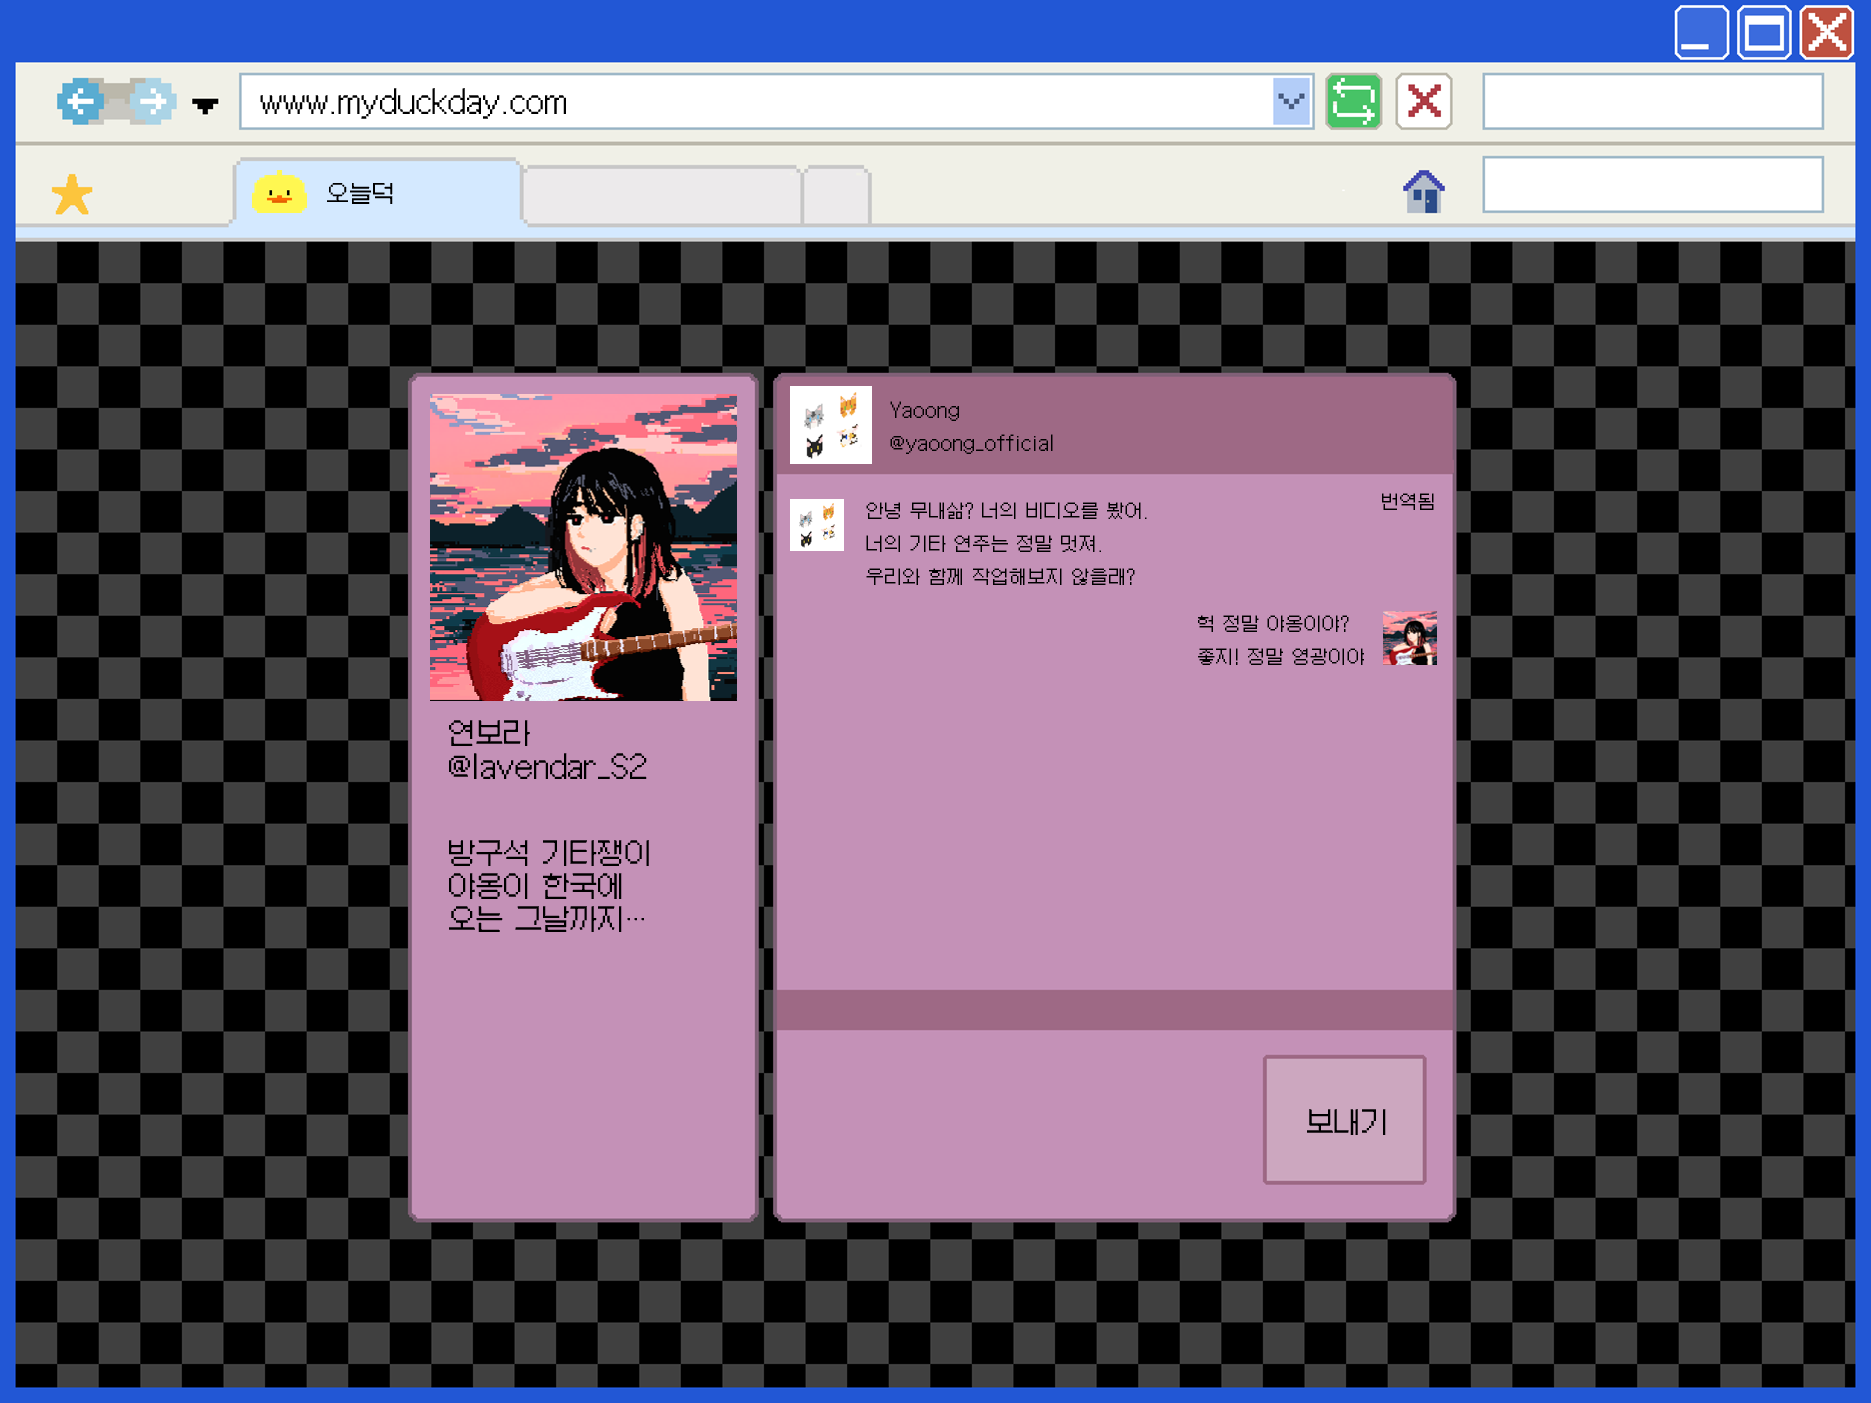 www.myduckday.com
오늘덕
연보라
@lavendar_S2
방구석 기타쟁이
야옹이 한국에
오는 그날까지…
Yaoong
@yaoong_official
번역됨
안녕 무내삶? 너의 비디오를 봤어.
너의 기타 연주는 정말 멋져.
우리와 함께 작업해보지 않을래?
헉 정말 야옹이야?
좋지! 정말 영광이야
보내기